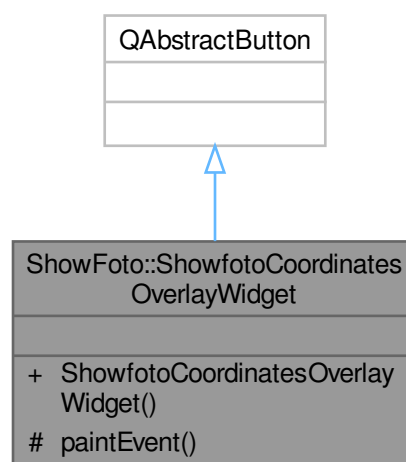 QAbstractButton
ShowFoto::ShowfotoCoordinates
OverlayWidget
+ ShowfotoCoordinatesOverlay
Widget()
# paintEvent()